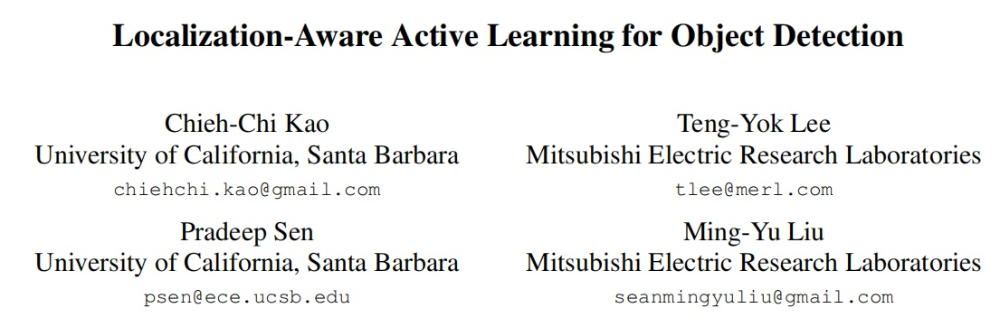 Localization-Aware Active Learning for Object Detection
Chieh-Chi Kao
University of California, Santa Barbara
chiehchi.kao@gmail.com
Teng-Yok Lee
Mitsubishi Electric Research Laboratories
tlee@merl.com
Pradeep Sen
University of California, Santa Barbara
psen@ece.ucsb.edu
Ming-Yu Liu
Mitsubishi Electric Research Laboratories
seanmingyuliu@gmail.com